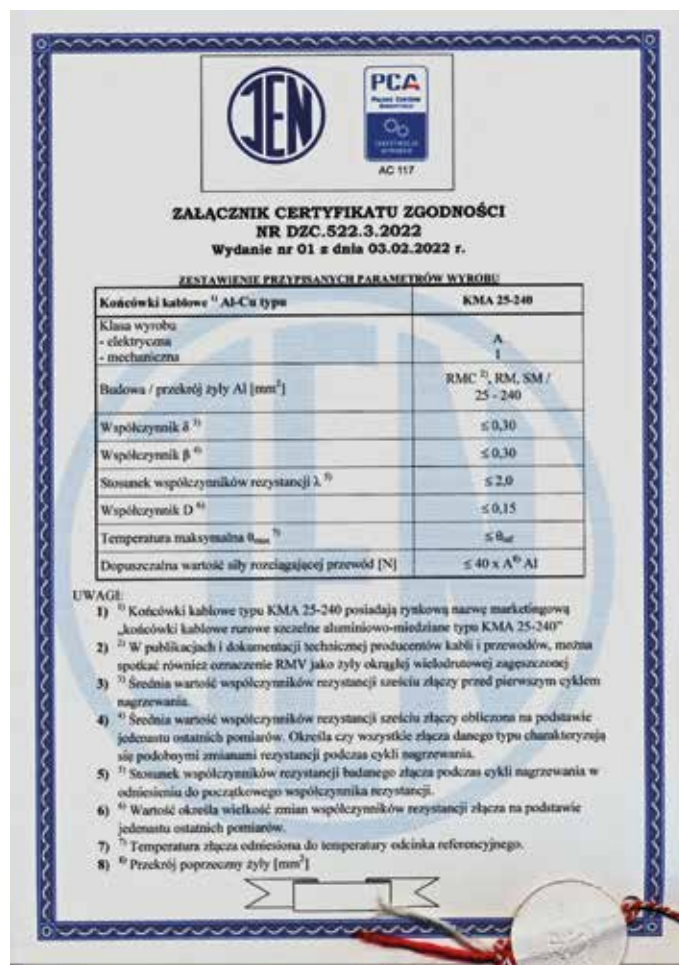 JEN
PCA
POLSKIE CENTRUM
AKREDYTACJI
CERTYFIKACJA
WYROBÓW
AC 117
ZAŁĄCZNIK CERTYFIKATU ZGODNOŚCI
NR DZC.522.3.2022
Wydanie nr 01 z dnia 03.02.2022 r.
ZESTAWIENIE PRZYPISANYCH PARAMETRÓW WYROBU
Końcówki kablowe 1) Al-Cu typu KMA 25-240
Klasa wyrobu
- elektryczna A
- mechaniczna 1
Budowa / przekrój żyły Al [mm2] RMC 2), RM, SM /
25 - 240
Współczynnik δ 3) ≤ 0,30
Współczynnik β 4) ≤ 0,30
Stosunek współczynników rezystancji λ 5) ≤ 2,0
Współczynnik D 6) ≤ 0,15
Temperatura maksymalna θmax 7) ≤ θref
Dopuszczalna wartość siły rozciągającej przewód [N] ≤ 40 x A8) Al
UWAGI:
1) 1) Końcówki kablowe typu KMA 25-240 posiadają rynkową nazwę marketingową
„końcówki kablowe rurowe szczelne aluminiowo-miedziane typu KMA 25-240”
2) 2) W publikacjach i dokumentacji technicznej producentów kabli i przewodów, można
spotkać również oznaczenie RMV jako żyły okrągłej wielodrutowej zagęszczonej
3) 3) Średnia wartość współczynników rezystancji sześciu złączy przed pierwszym cyklem
nagrzewania.
4) 4) Średnia wartość współczynników rezystancji sześciu złączy obliczona na podstawie
jedenastu ostatnich pomiarów. Określa czy wszystkie złącza danego typu charakteryzują
się podobnymi zmianami rezystancji podczas cykli nagrzewania.
5) 5) Stosunek współczynników rezystancji badanego złącza podczas cykli nagrzewania w
odniesieniu do początkowego współczynnika rezystancji.
6) 6) Wartość określa wielkość zmian współczynników rezystancji złącza na podstawie
jedenastu ostatnich pomiarów.
7) 7) Temperatura złącza odniesiona do temperatury odcinka referencyjnego.
8) 8) Przekrój poprzeczny żyły [mm2]